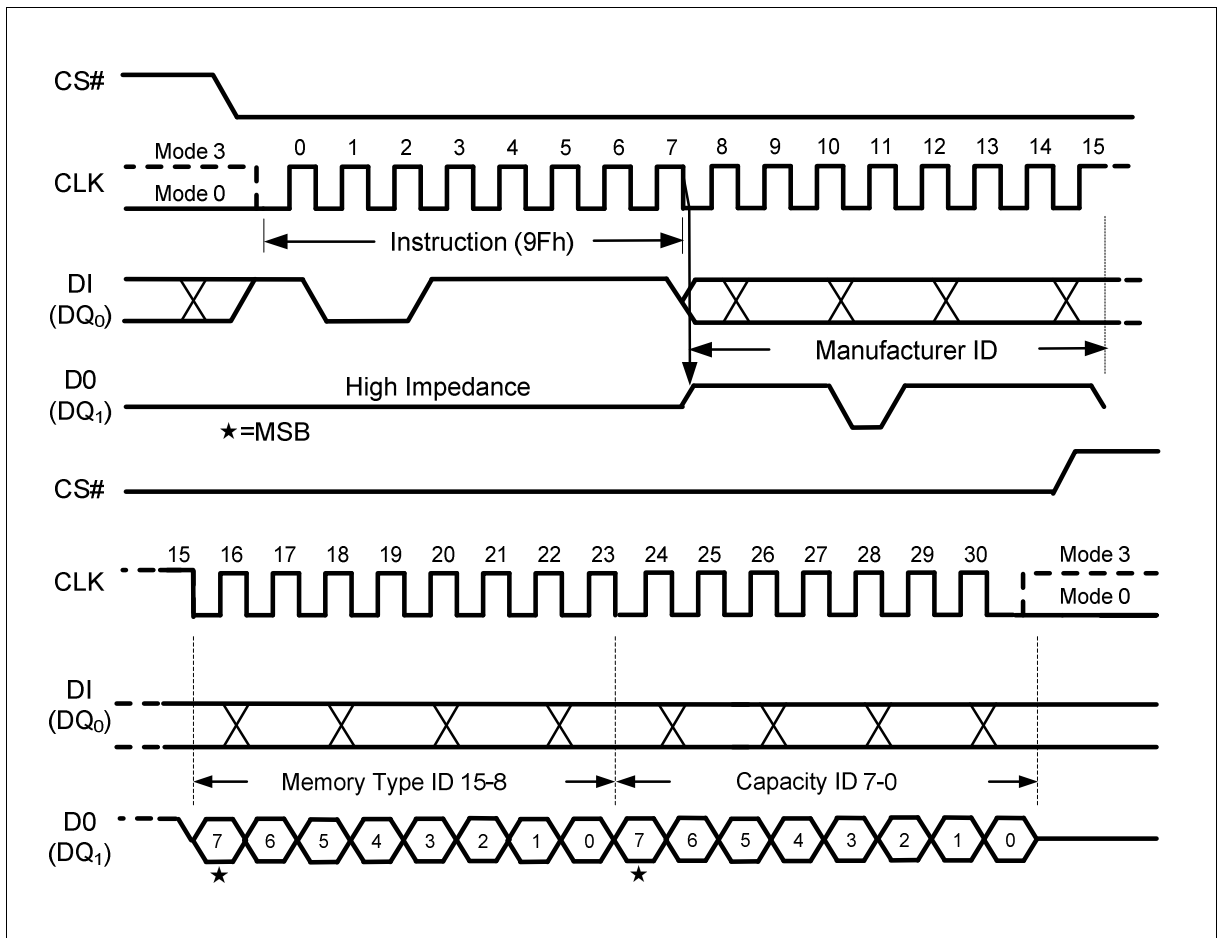 CS#
Mode 3
0 1 2 3 4 5 6 7 8 9 10 11 12 13 14 15
CLK
Mode 0
Instruction (9Fh)
DI
(DQ0)
Manufacturer ID
D0
(DQ1)
High Impedance
★=MSB
CS#
15 16 17 18 19 20 21 22 23 24 25 26 27 28 29 30
Mode 3
CLK
Mode 0
DI
(DQ0)
Memory Type ID 15-8
Capacity ID 7-0
D0
(DQ1)
7 6 5 4 3 2 1 0 7 6 5 4 3 2 1 0
★ ★